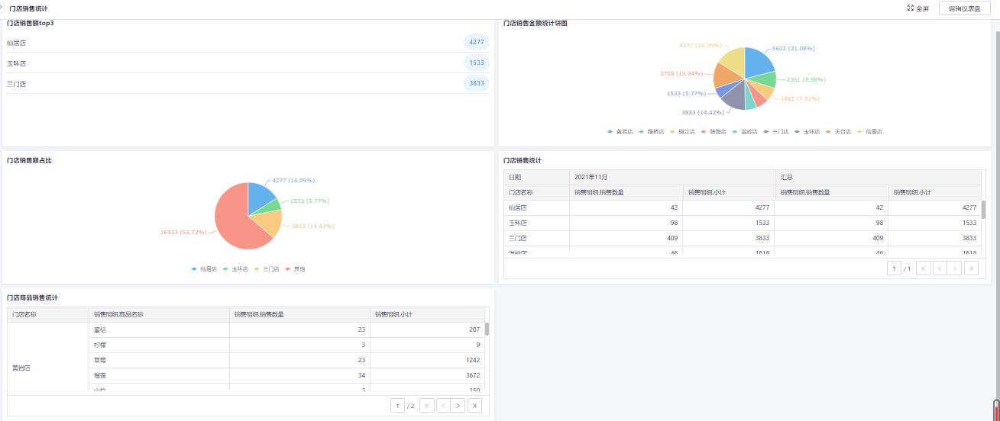 门店销售统计
全屏
编辑仪表盘
门店销售额top3
仙居店 4277
玉环店 1533
三门店 3833
门店销售金额统计饼图
4277 (16.09%)
5602 (21.08%)
3705 (13.94%)
2361 (8.88%)
1533 (5.77%)
1862 (7.01%)
3833 (14.42%)
黄岩店 路桥店 椒江店 临海店 温岭店 三门店 玉环店 天台店 仙居店
门店销售额占比
4277 (16.09%)
1533 (5.77%)
3833 (14.42%)
16933 (63.72%)
仙居店 玉环店 三门店 其他
门店销售统计
日期 2021年11月 汇总
门店名称 销售明细.销售数量 销售明细.小计 销售明细.销售数量 销售明细.小计
仙居店 42 4277 42 4277
玉环店 98 1533 98 1533
三门店 409 3833 409 3833
温岭店 46 1618 46 1618
1 / 1
门店商品销售统计
门店名称 销售明细.商品名称 销售明细.销售数量 销售明细.小计
黄岩店
蜜桔 23 207
柠檬 3 9
草莓 23 1242
榴莲 34 3672
山竹 3 150
1 / 2